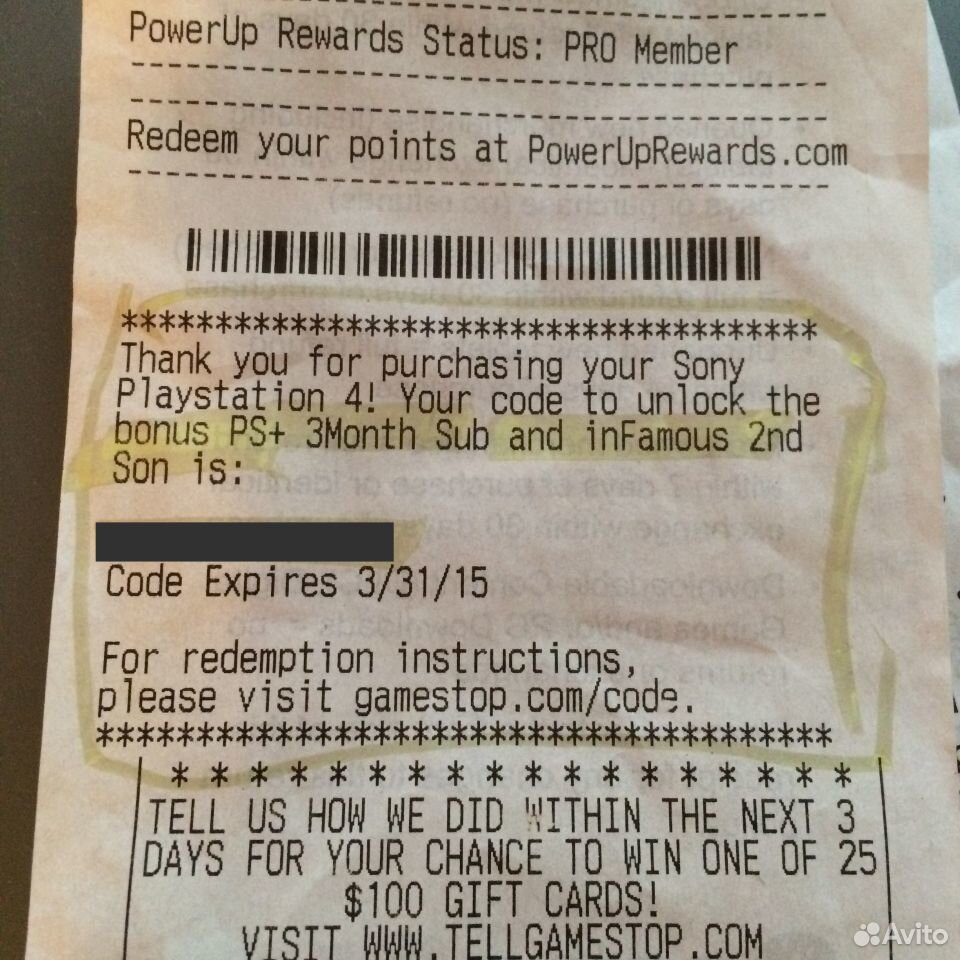 PowerUp Rewards Status: PRO Member
--------------------------------
--------------------------------
Redeem your points at PowerUpRewards.com
--------------------------------
***************************************
Thank you for purchasing your Sony
Playstation 4! Your code to unlock the
bonus PS+ 3Month Sub and inFamous 2nd
Son is:
Code Expires 3/31/15
For redemption instructions,
please visit gamestop.com/code.
***************************************
* * * * * * * * * * * * * * * * * *
TELL US HOW WE DID WITHIN THE NEXT 3
DAYS FOR YOUR CHANCE TO WIN ONE OF 25
$100 GIFT CARDS!
VISIT WWW.TELLGAMESTOP.COM
Avito